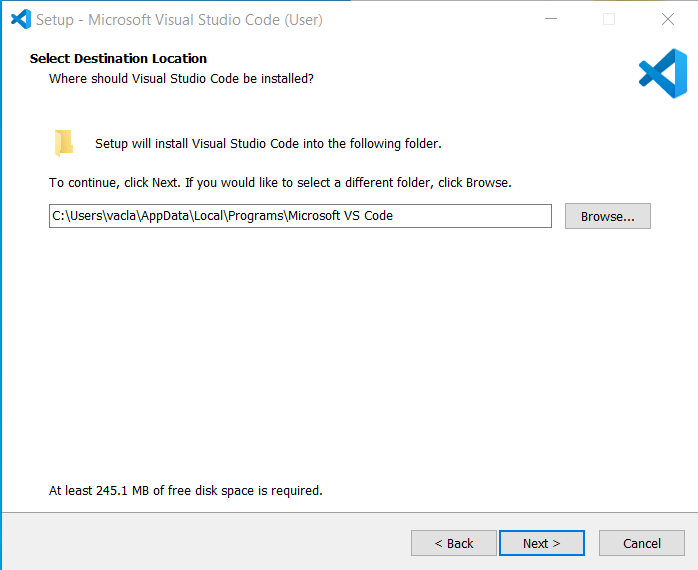 Setup - Microsoft Visual Studio Code (User)
Select Destination Location
Where should Visual Studio Code be installed?
Setup will install Visual Studio Code into the following folder.
To continue, click Next. If you would like to select a different folder, click Browse.
C:\Users\vacla\AppData\Local\Programs\Microsoft VS Code
Browse...
At least 245.1 MB of free disk space is required.
< Back
Next >
Cancel